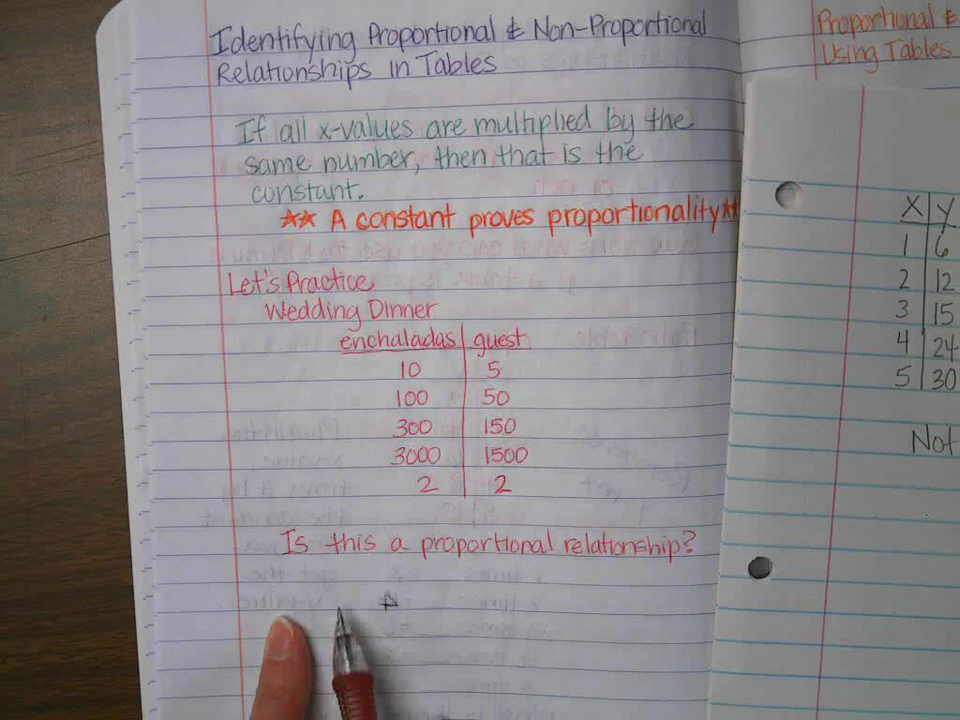 Identifying Proportional & Non-Proportional
Relationships in Tables
If all x-values are multiplied by the
same number, then that is the
constant.
** A constant proves proportionality**
Let's Practice
Wedding Dinner
enchaladas guest
10 5
100 50
300 150
3000 1500
2 2
Is this a proportional relationship?
Proportional &
Using Tables
X Y
1 6
2 12
3 15
4 24
5 30
Not